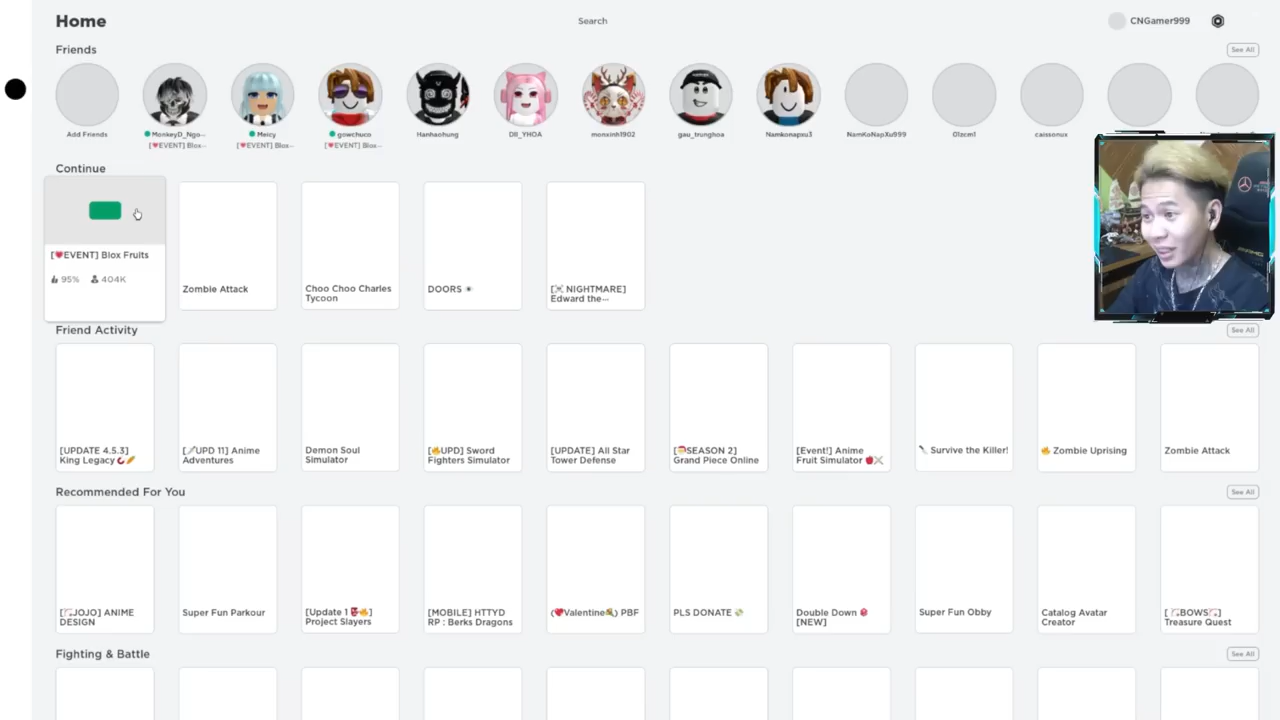 Home
Search
CNGamer999
Friends
See All
Add Friends
MonkeyD_Ngo...
[❤EVENT] Blox...
Meicy
[❤EVENT] Blox...
gowchuco
[❤EVENT] Blox...
Hanhaohung
DII_YHOA
monxinh1902
gau_trunghoa
Namkonapxu3
NamKoNapXu999
01zcm1
caissonux
Continue
[❤EVENT] Blox Fruits
95%
404K
Zombie Attack
Choo Choo Charles
Tycoon
DOORS
[☠ NIGHTMARE]
Edward the...
Friend Activity
See All
[UPDATE 4.5.3]
King Legacy
[🗡UPD 11] Anime
Adventures
Demon Soul
Simulator
[🔥UPD] Sword
Fighters Simulator
[UPDATE] All Star
Tower Defense
[🎅SEASON 2]
Grand Piece Online
[Event!] Anime
Fruit Simulator
🔪 Survive the Killer!
🔥 Zombie Uprising
Zombie Attack
Recommended For You
See All
[JOJO] ANIME
DESIGN
Super Fun Parkour
[Update 1 👹🔥]
Project Slayers
[MOBILE] HTTYD
RP : Berks Dragons
(💘Valentine) PBF
PLS DONATE 💸
Double Down
[NEW]
Super Fun Obby
Catalog Avatar
Creator
[🏹BOWS🏹]
Treasure Quest
Fighting & Battle
See All